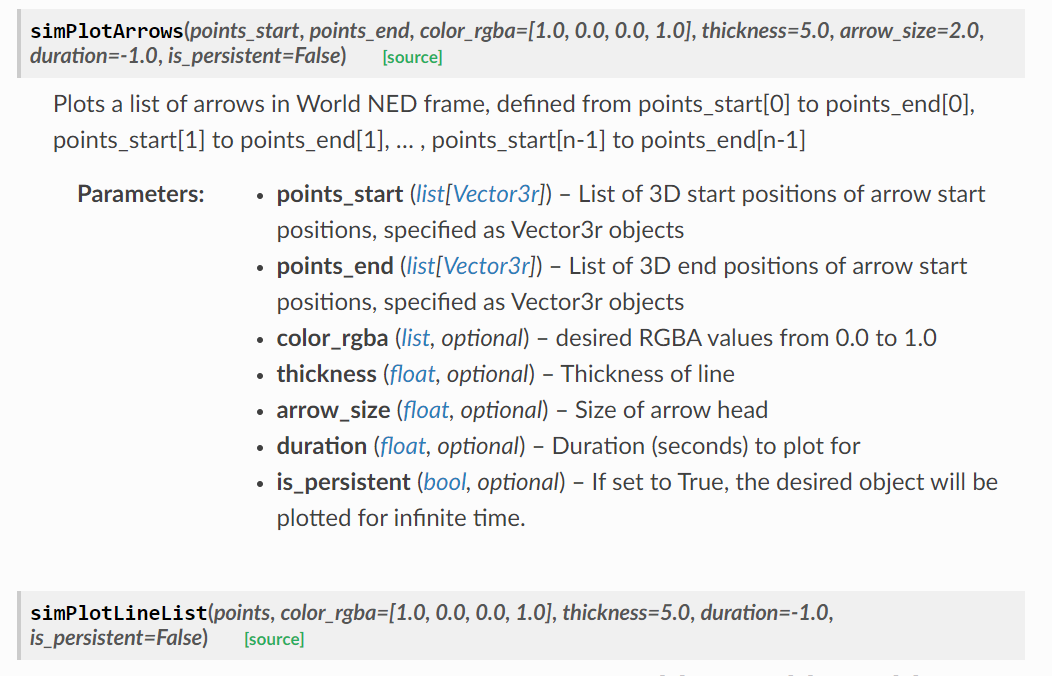 simPlotArrows(points_start, points_end, color_rgba=[1.0, 0.0, 0.0, 1.0], thickness=5.0, arrow_size=2.0,
duration=-1.0, is_persistent=False) [source]
Plots a list of arrows in World NED frame, defined from points_start[0] to points_end[0],
points_start[1] to points_end[1], ... , points_start[n-1] to points_end[n-1]
Parameters:
• points_start (list[Vector3r]) – List of 3D start positions of arrow start
positions, specified as Vector3r objects
• points_end (list[Vector3r]) – List of 3D end positions of arrow start
positions, specified as Vector3r objects
• color_rgba (list, optional) – desired RGBA values from 0.0 to 1.0
• thickness (float, optional) – Thickness of line
• arrow_size (float, optional) – Size of arrow head
• duration (float, optional) – Duration (seconds) to plot for
• is_persistent (bool, optional) – If set to True, the desired object will be
plotted for infinite time.
simPlotLineList(points, color_rgba=[1.0, 0.0, 0.0, 1.0], thickness=5.0, duration=-1.0,
is_persistent=False) [source]